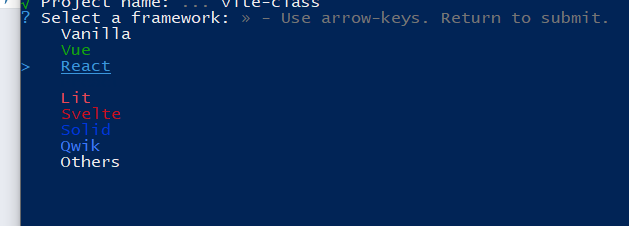 √ Project name: ... vite-class
? Select a framework: » - Use arrow-keys. Return to submit.
Vanilla
Vue
> React
Lit
Svelte
Solid
Qwik
Others